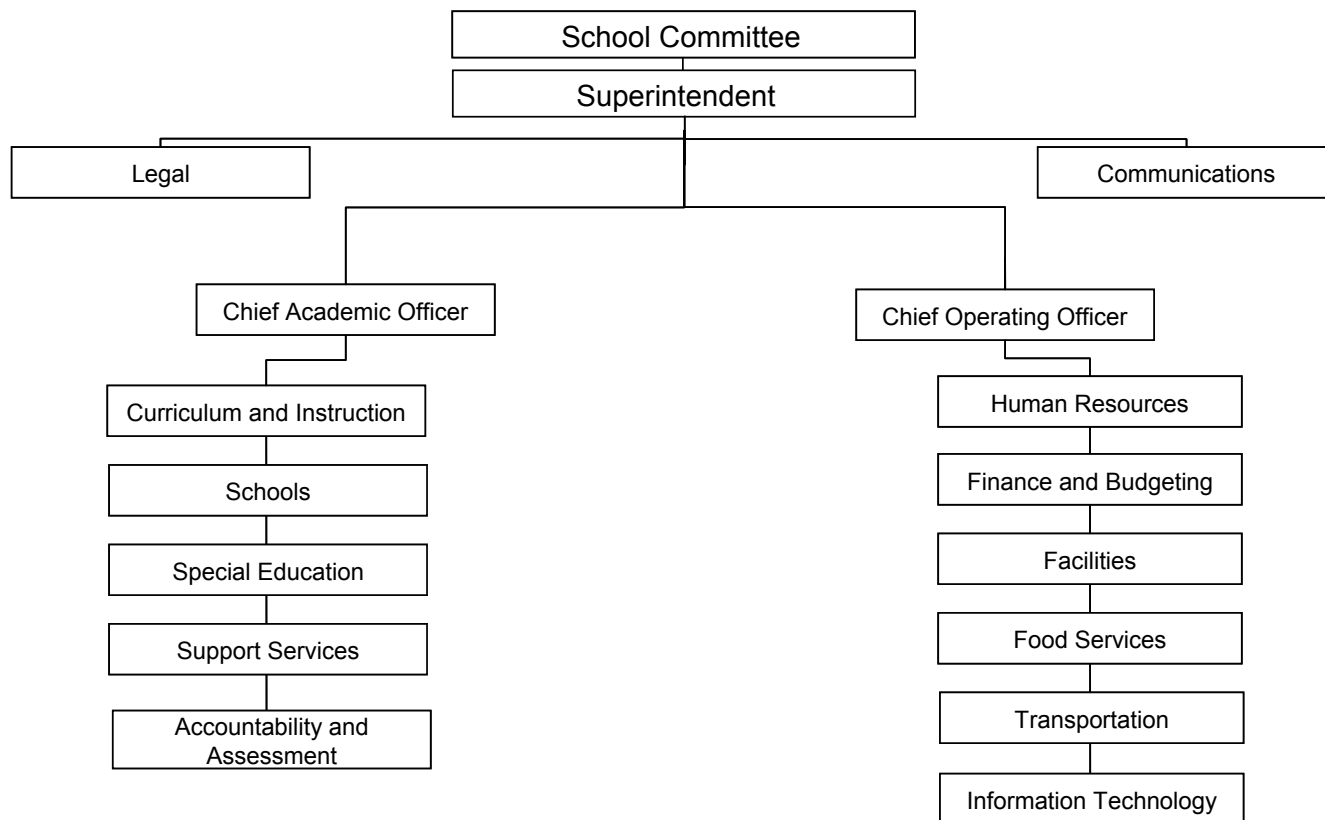 School Committee
Superintendent
Legal
Communications
Chief Academic Officer
Chief Operating Officer
Curriculum and Instruction
Schools
Special Education
Support Services
Accountability and
Assessment
Human Resources
Finance and Budgeting
Facilities
Food Services
Transportation
Information Technology